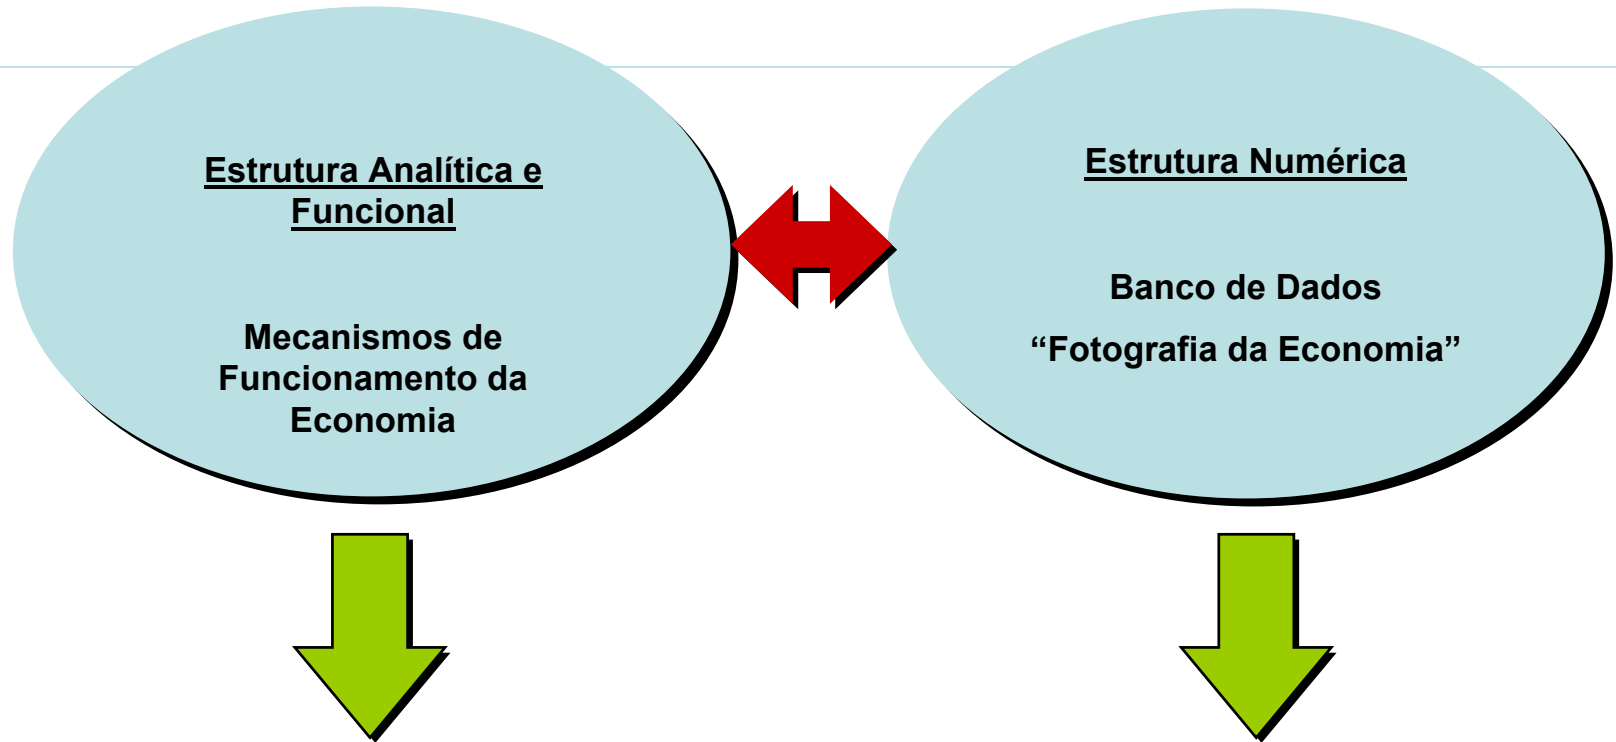 Estrutura Analítica e
Funcional
Mecanismos de
Funcionamento da
Economia
Estrutura Numérica
Banco de Dados
“Fotografia da Economia”